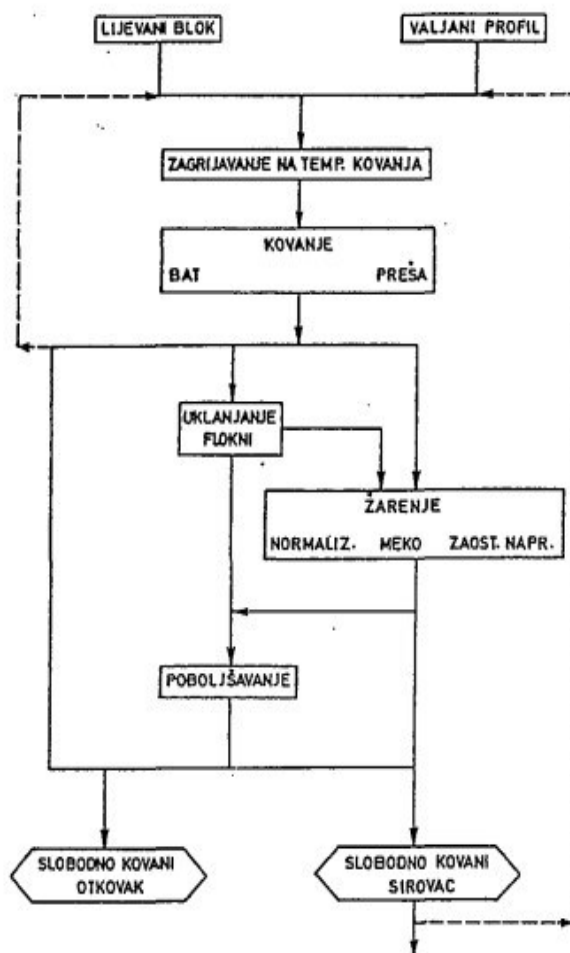 LIJEVANI BLOK
VALJANI PROFIL
ZAGRIJAVANJE NA TEMP. KOVANJA
KOVANJE
BAT PREŠA
UKLANJANJE
FLOKNI
ŽARENJE
NORMALIZ. MEKO ZAOST. NAPR.
POBOLJŠAVANJE
SLOBODNO KOVANI
OTKOVAK
SLOBODNO KOVANI
SIROVAC